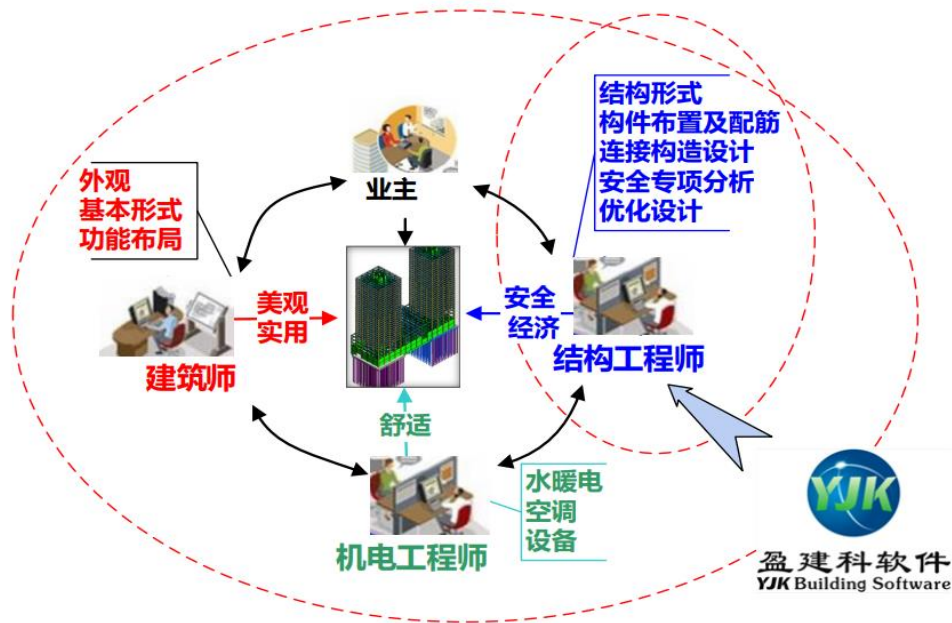 结构形式
构件布置及配筋
连接构造设计
安全专项分析
优化设计
业主
外观
基本形式
功能布局
美观
实用
安全
经济
建筑师
结构工程师
舒适
水暖电
空调
设备
机电工程师
YJK
盈建科软件
YJK Building Software